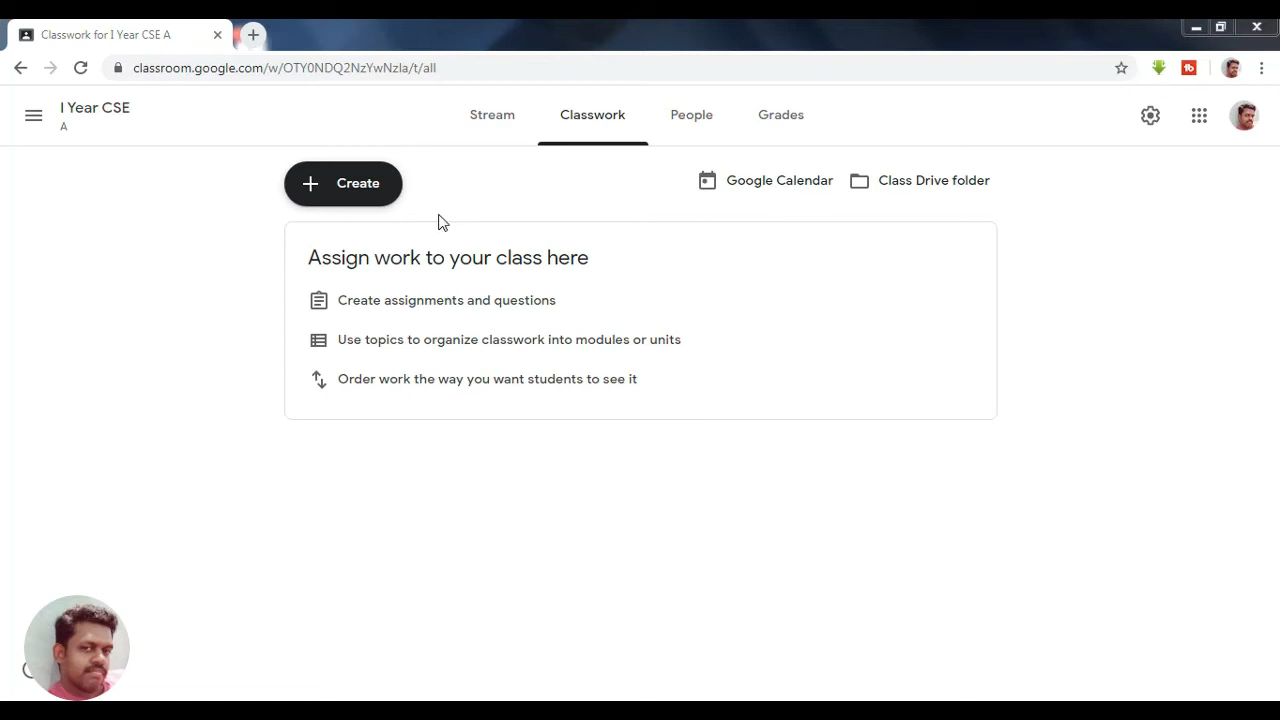 Classwork for I Year CSE A
classroom.google.com/w/OTY0NDQ2NzYwNzla/t/all
I Year CSE
A
Stream
Classwork
People
Grades
Create
Google Calendar
Class Drive folder
Assign work to your class here
Create assignments and questions
Use topics to organize classwork into modules or units
Order work the way you want students to see it